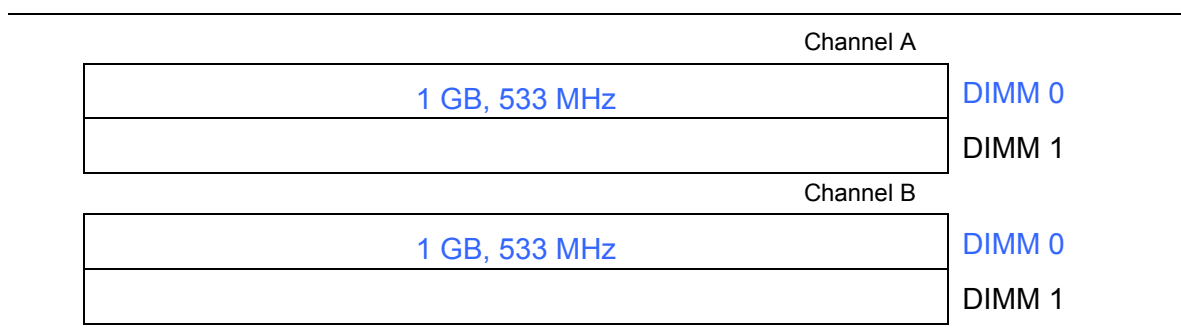 Channel A
1 GB, 533 MHz DIMM 0
DIMM 1
Channel B
1 GB, 533 MHz DIMM 0
DIMM 1